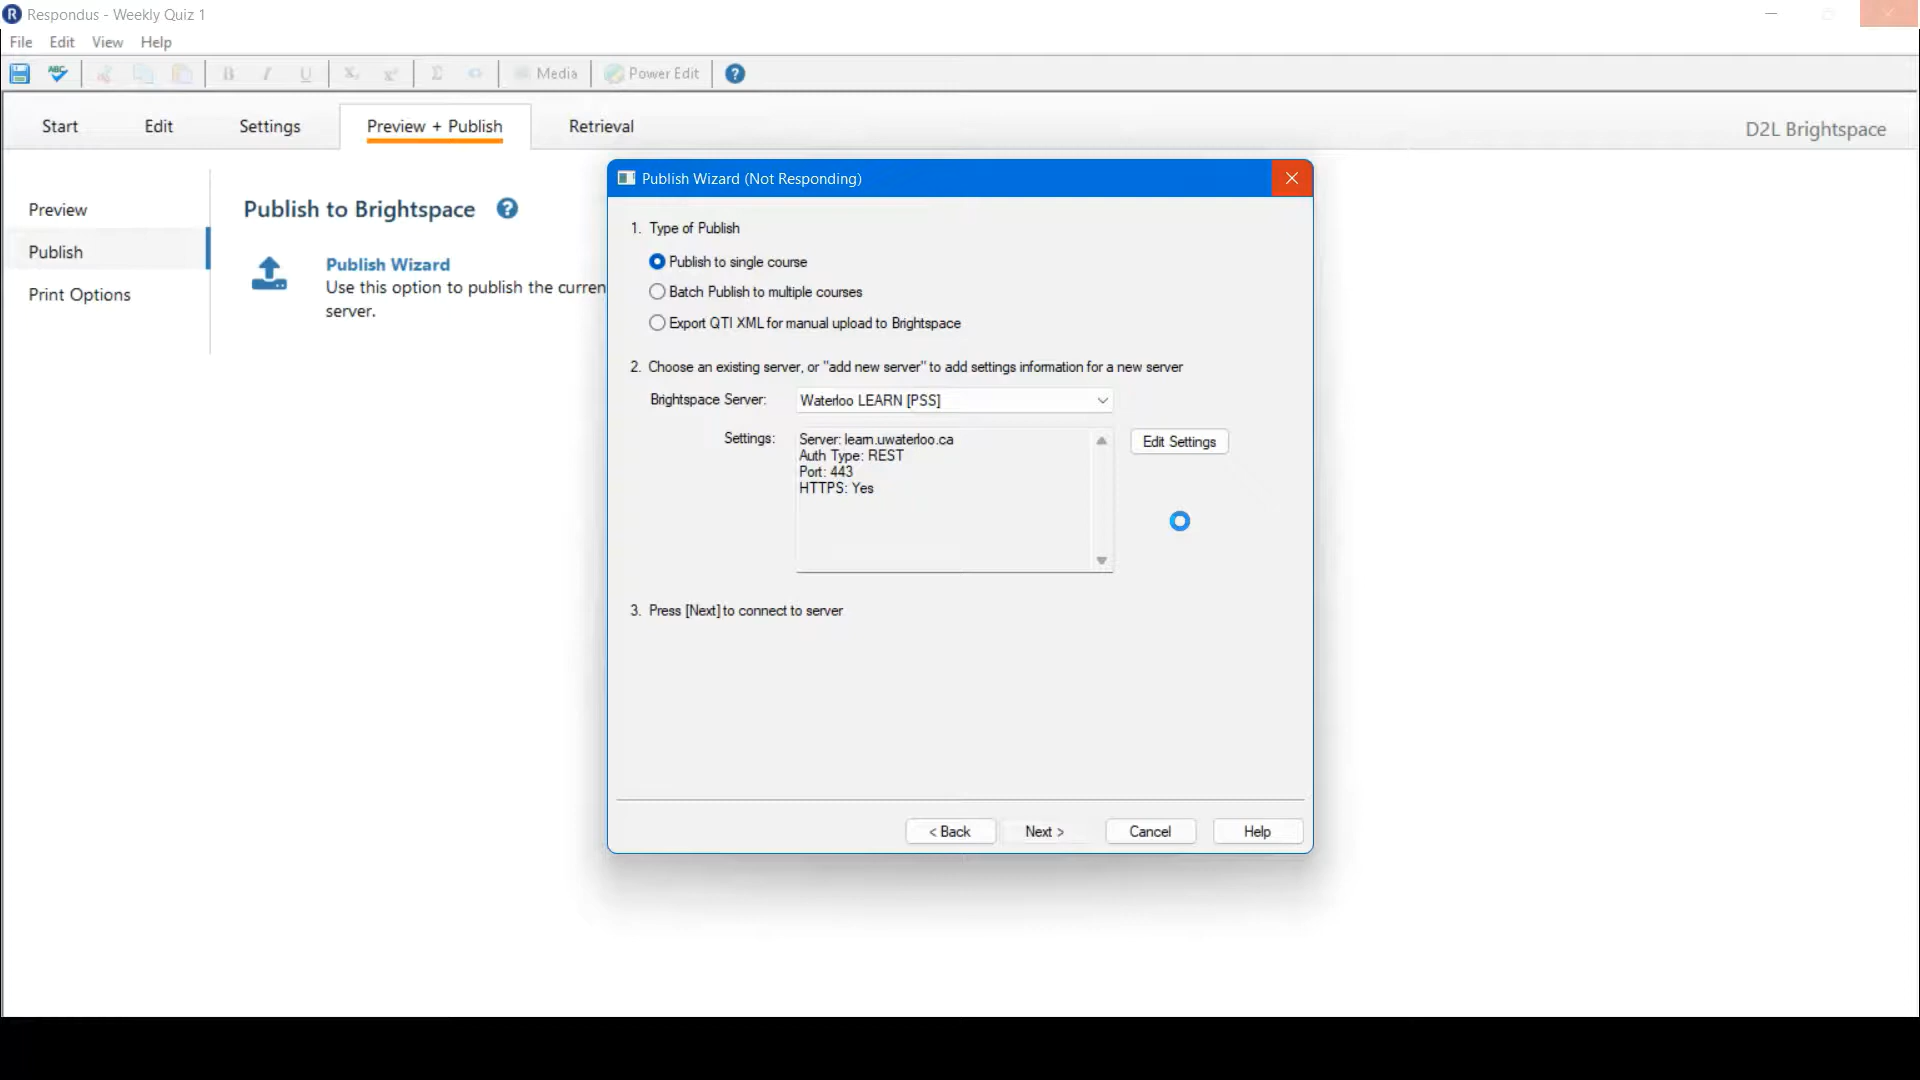 Respondus - Weekly Quiz 1
File Edit View Help
ABC
B I U X₂ x² Σ Media Power Edit ?
Start Edit Settings Preview + Publish Retrieval
D2L Brightspace
Preview
Publish
Print Options
Publish to Brightspace ?
Publish Wizard
Use this option to publish the curren
server.
Publish Wizard (Not Responding)
1. Type of Publish
Publish to single course
Batch Publish to multiple courses
Export QTI XML for manual upload to Brightspace
2. Choose an existing server, or "add new server" to add settings information for a new server
Brightspace Server: Waterloo LEARN [PSS]
Settings: Server: learn.uwaterloo.ca
Auth Type: REST
Port: 443
HTTPS: Yes
Edit Settings
3. Press [Next] to connect to server
< Back Next > Cancel Help